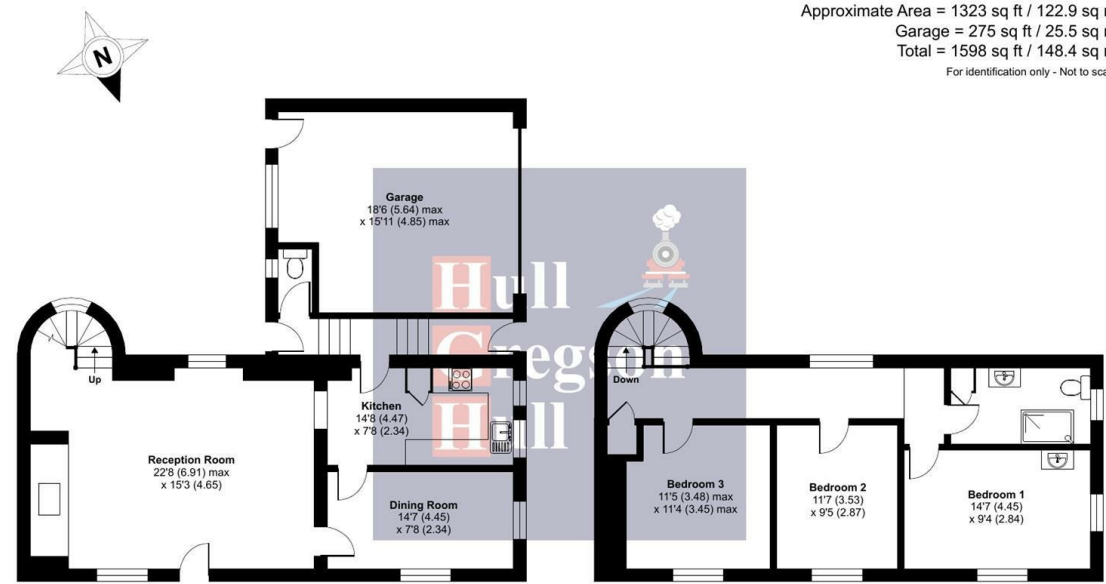 Approximate Area = 1323 sq ft / 122.9 sq m
Garage = 275 sq ft / 25.5 sq m
Total = 1598 sq ft / 148.4 sq m
For identification only - Not to sca
N
Garage
18'6 (5.64) max
x 15'11 (4.85) max
Hull
Gregson
Hull
Up
Down
Kitchen
14'8 (4.47)
x 7'8 (2.34)
Reception Room
22'8 (6.91) max
x 15'3 (4.65)
Dining Room
14'7 (4.45)
x 7'8 (2.34)
Bedroom 3
11'5 (3.48) max
x 11'4 (3.45) max
Bedroom 2
11'7 (3.53)
x 9'5 (2.87)
Bedroom 1
14'7 (4.45)
x 9'4 (2.84)